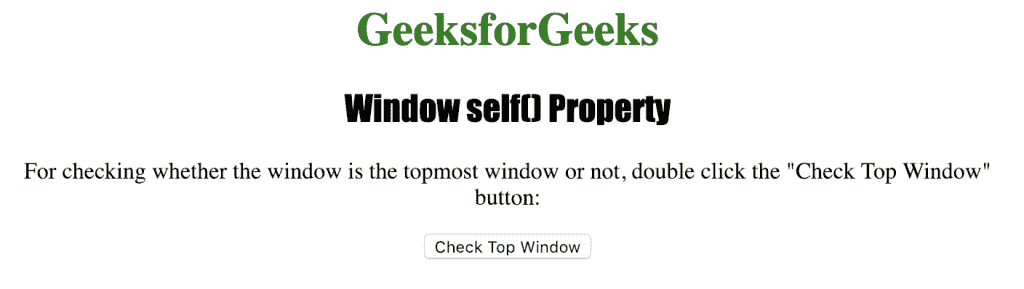 GeeksforGeeks
Window self() Property
For checking whether the window is the topmost window or not, double click the "Check Top Window"
button:
Check Top Window